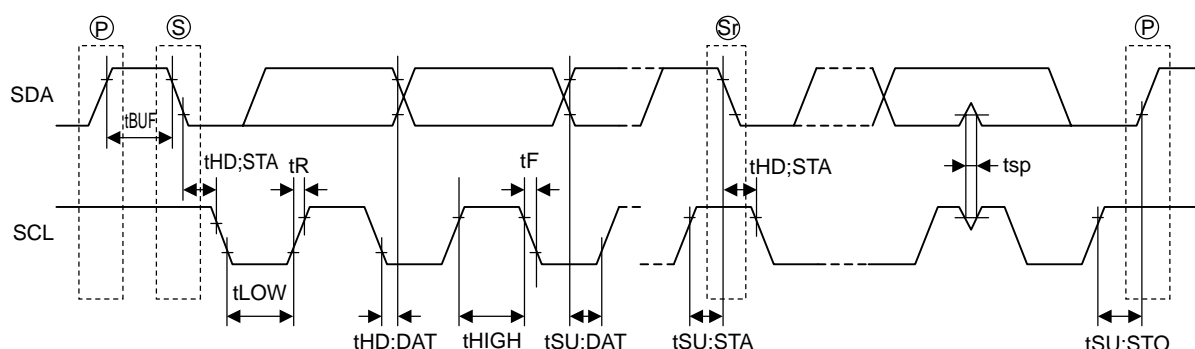 P S Sr P
SDA
tBUF
tHD;STA tR tF tHD;STA tsp
SCL
tLOW
tHD;DAT tHIGH tSU;DAT tSU;STA tSU;STO